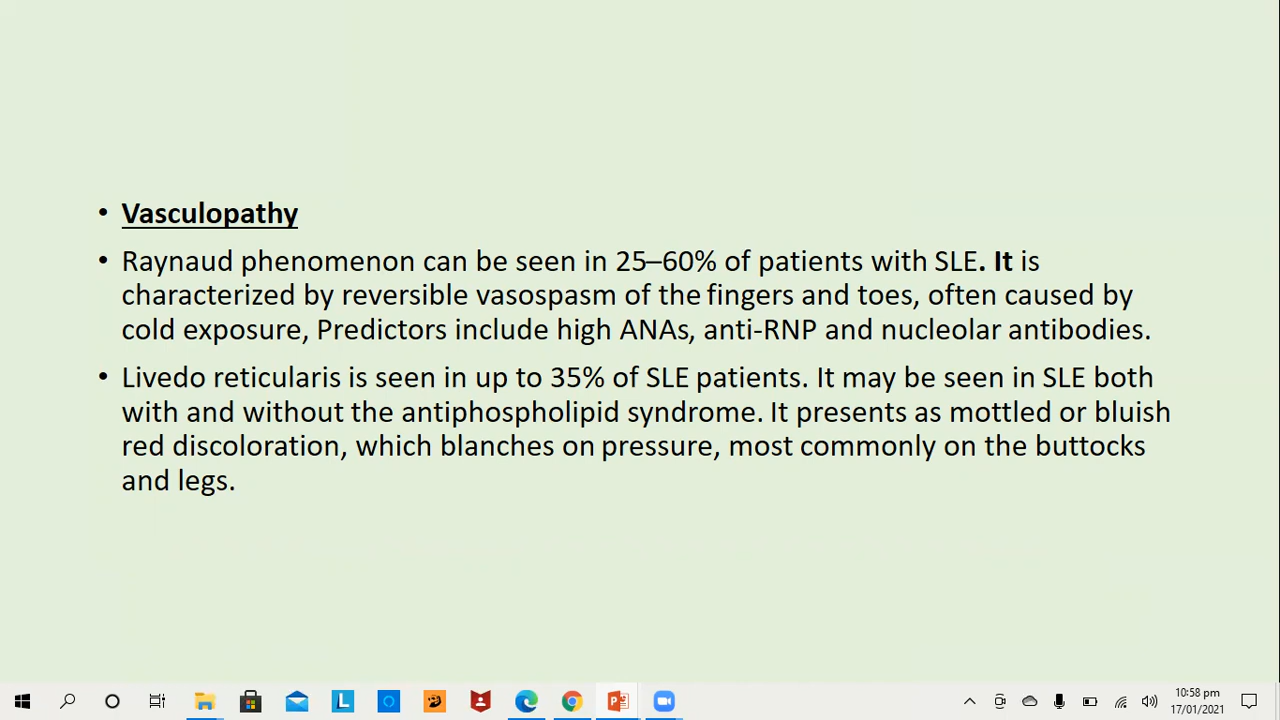 • Vasculopathy
• Raynaud phenomenon can be seen in 25–60% of patients with SLE. It is
characterized by reversible vasospasm of the fingers and toes, often caused by
cold exposure, Predictors include high ANAs, anti-RNP and nucleolar antibodies.
• Livedo reticularis is seen in up to 35% of SLE patients. It may be seen in SLE both
with and without the antiphospholipid syndrome. It presents as mottled or bluish
red discoloration, which blanches on pressure, most commonly on the buttocks
and legs.
L
P
10:58 pm
17/01/2021